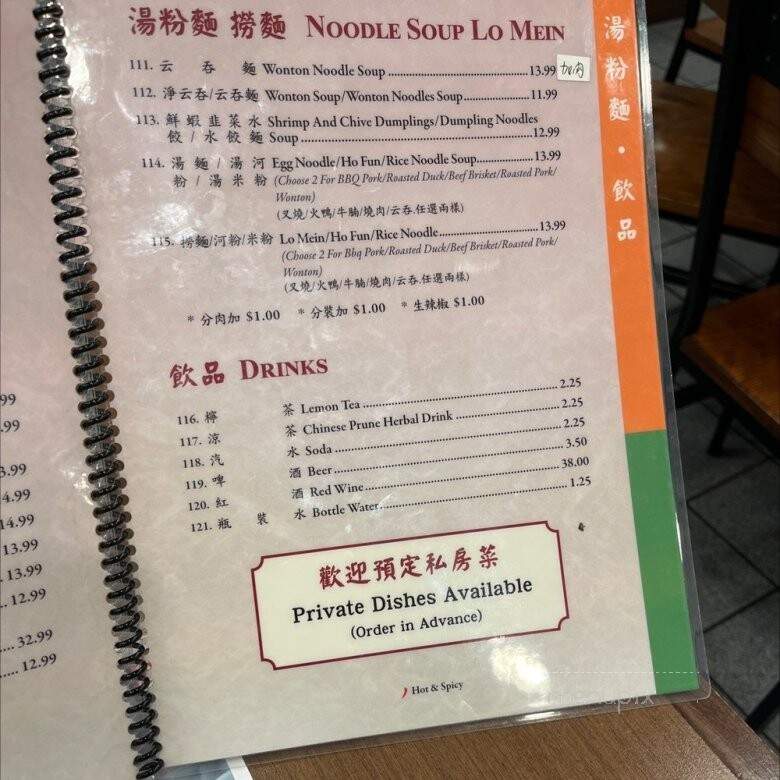 湯粉麵 撈麵 NOODLE SOUP LO MEIN
111. 云 吞 麵 Wonton Noodle Soup 13.99 加肉
112. 淨云吞/云吞麵 Wonton Soup/Wonton Noodles Soup 11.99
113. 鮮蝦韭菜水 Shrimp And Chive Dumplings/Dumpling Noodles
餃/水餃麵 Soup 12.99
114. 湯麵/湯河 Egg Noodle/Ho Fun/Rice Noodle Soup 13.99
粉/湯米粉 (Choose 2 For BBQ Pork/Roasted Duck/Beef Brisket/Roasted Pork/
Wonton)
(叉燒/火鴨/牛腩/燒肉/云吞.任選兩樣)
115. 撈麵/河粉/米粉 Lo Mein/Ho Fun/Rice Noodle 13.99
(Choose 2 For Bbq Pork/Roasted Duck/Beef Brisket/Roasted Pork/
Wonton)
(叉燒/火鴨/牛腩/燒肉/云吞.任選兩樣)
* 分肉加 $1.00 * 分裝加 $1.00 * 生辣椒 $1.00
飲品 DRINKS
116. 檸 茶 Lemon Tea 2.25
117. 涼 茶 Chinese Prune Herbal Drink 2.25
118. 汽 水 Soda 2.25
119. 啤 酒 Beer 3.50
120. 紅 酒 Red Wine 38.00
121. 瓶 裝 水 Bottle Water 1.25
歡迎預定私房菜
Private Dishes Available
(Order in Advance)
Hot & Spicy
湯粉麵・飲品
99
.99
3.99
4.99
14.99
13.99
13.99
12.99
32.99
12.99